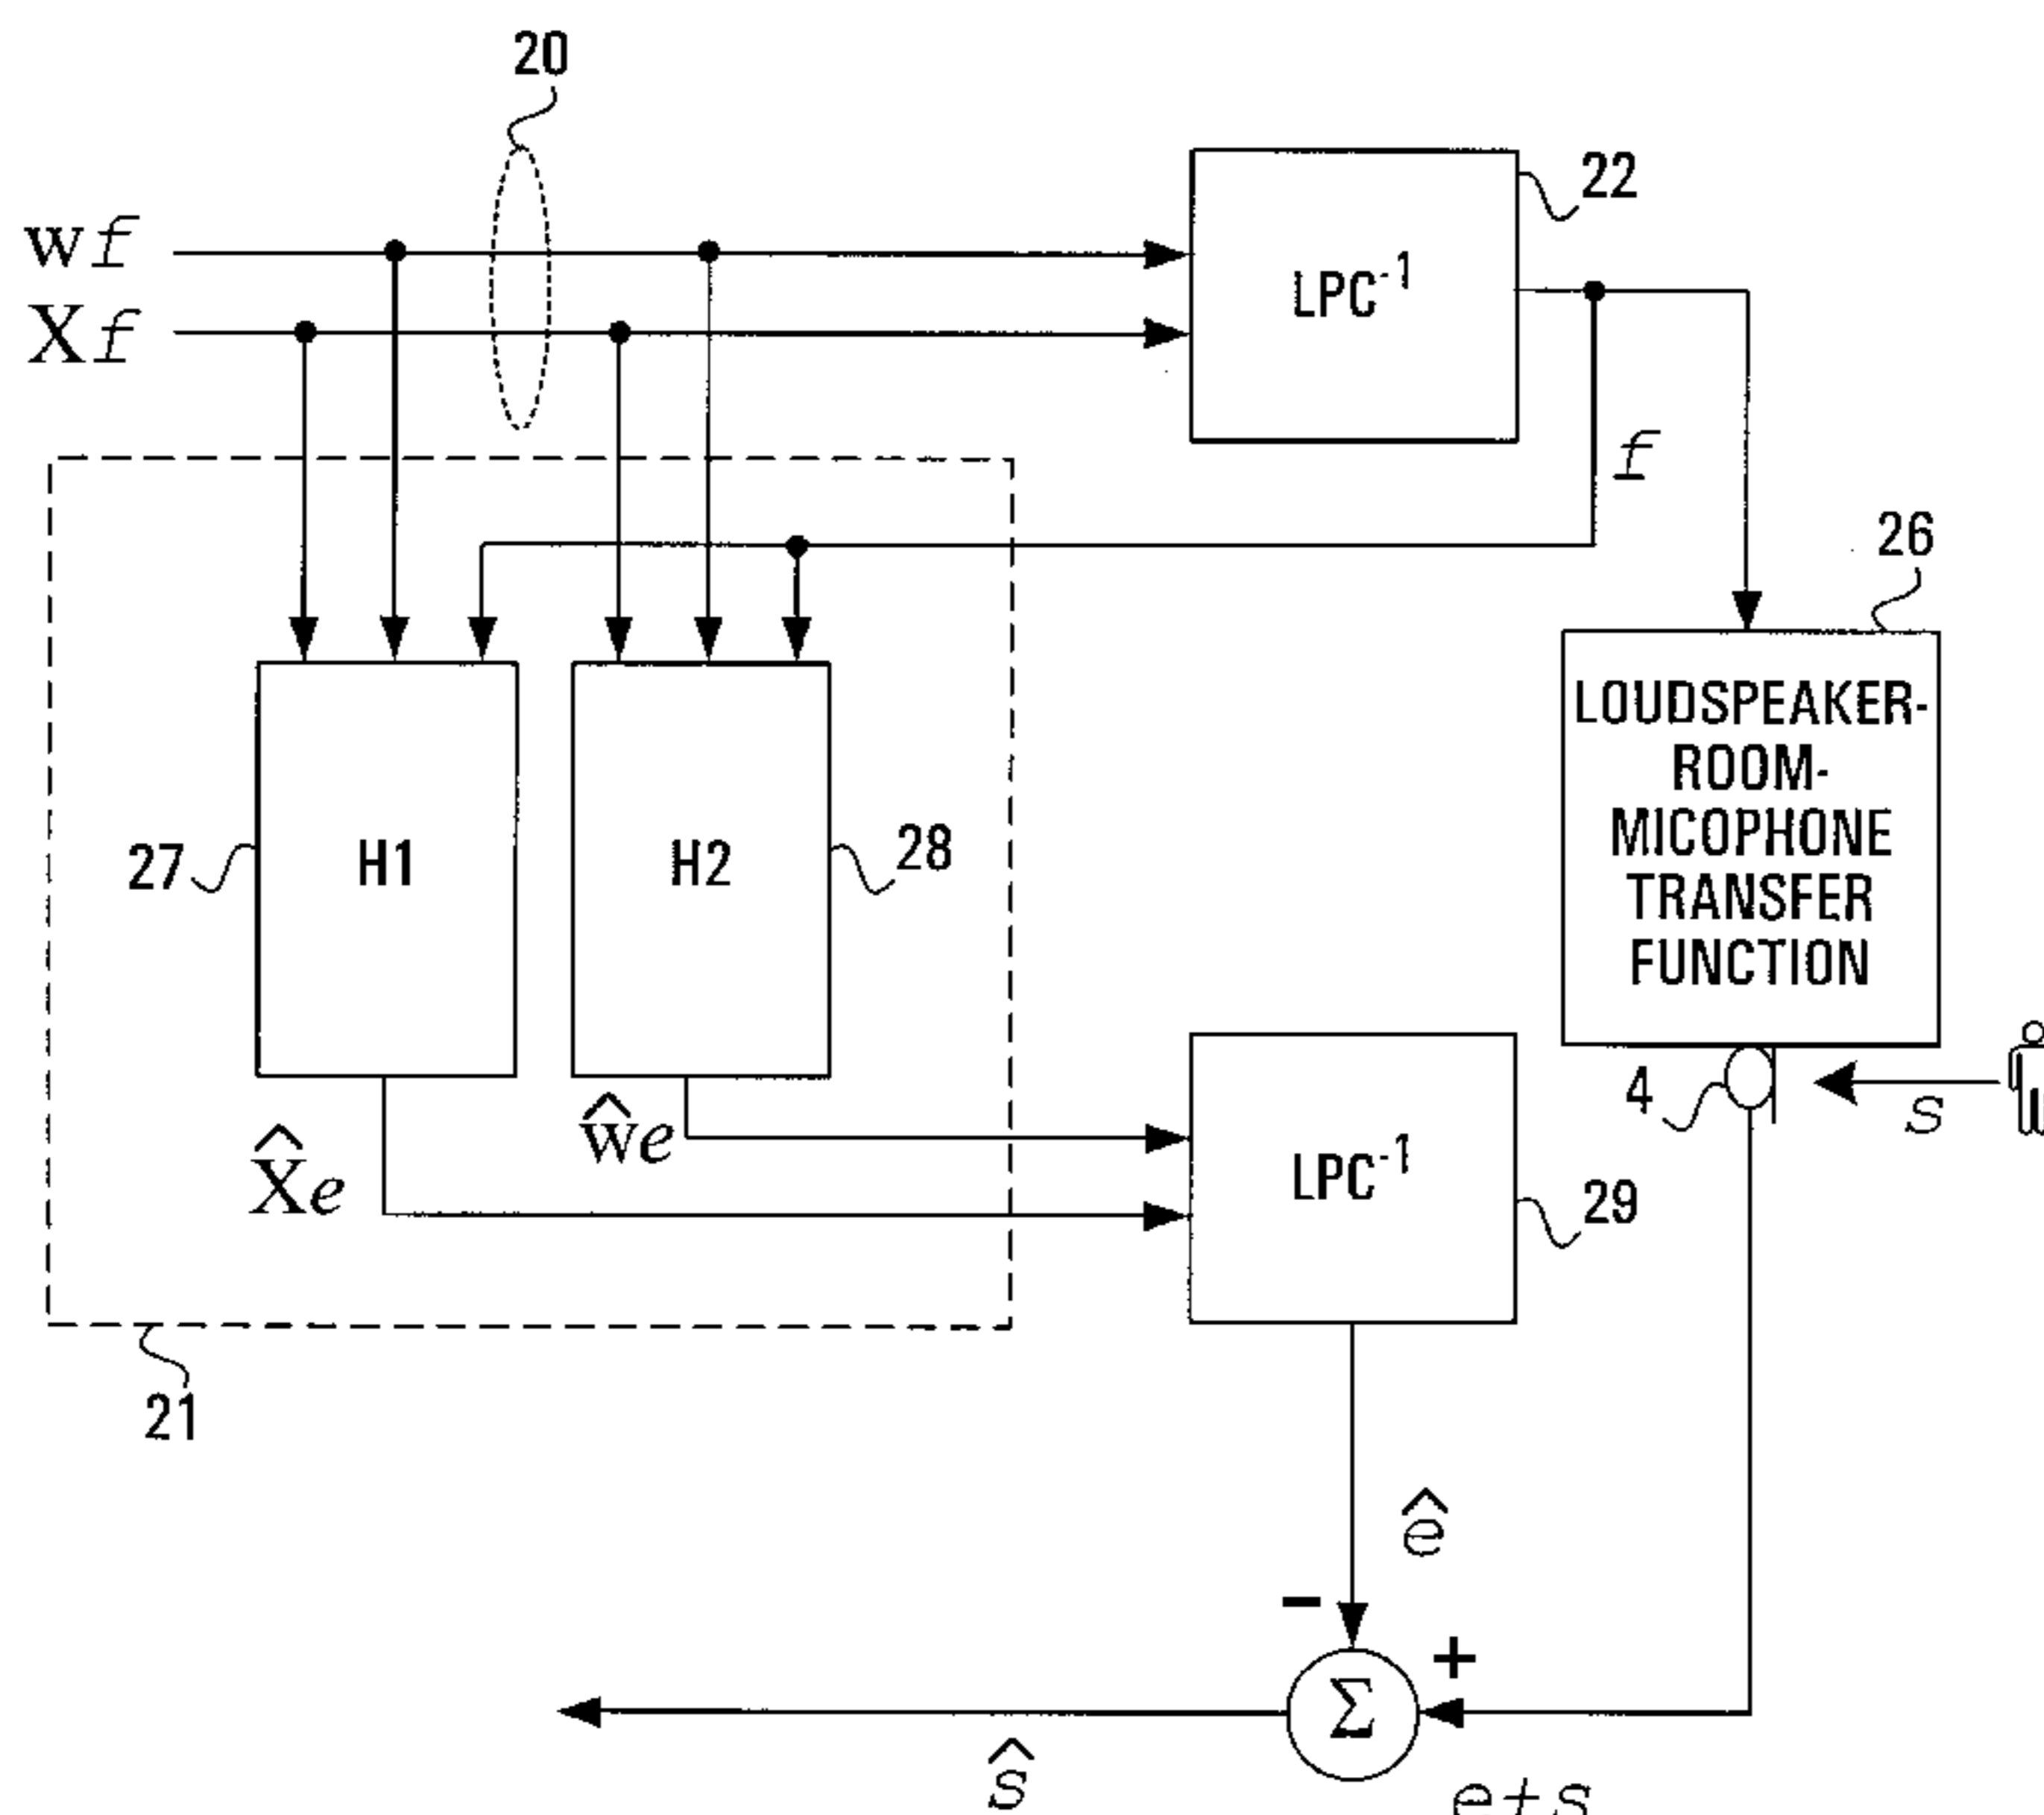 20
22
wf
Xf
LPC⁻¹
f
26
LOUDSPEAKER-
ROOM-
MICOPHONE
TRANSFER
FUNCTION
27
H1
H2
28
4
s
X̂e
ŵe
LPC⁻¹
29
21
ê
-
+
Σ
ŝ
e+s